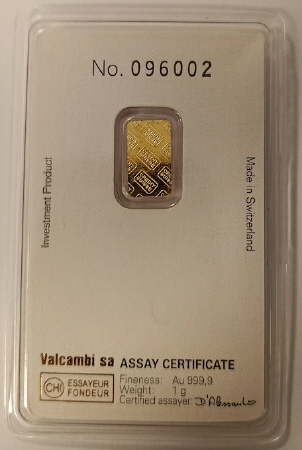 No. 096002
Investment Product
Made in Switzerland
Valcambi sa ASSAY CERTIFICATE
CHI ESSAYEUR
FONDEUR
Fineness: Au 999,9
Weight: 1 g
Certified assayer: